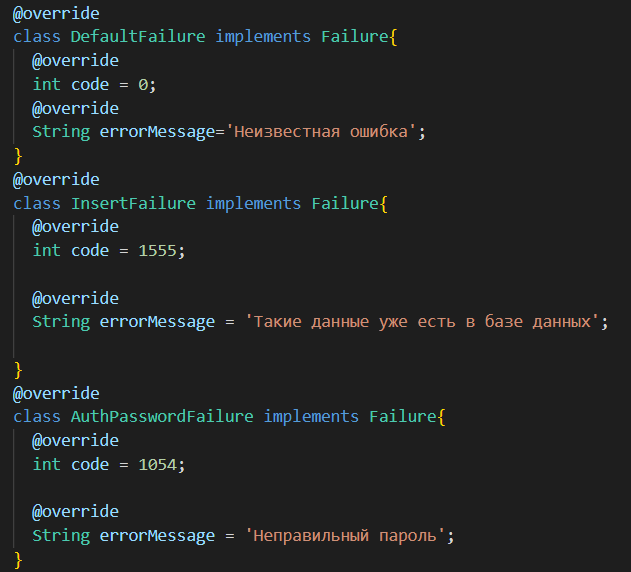 @override
class DefaultFailure implements Failure{
  @override
  int code = 0;
  @override
  String errorMessage='Неизвестная ошибка';
}
@override
class InsertFailure implements Failure{
  @override
  int code = 1555;

  @override
  String errorMessage = 'Такие данные уже есть в базе данных';

}
@override
class AuthPasswordFailure implements Failure{
  @override
  int code = 1054;

  @override
  String errorMessage = 'Неправильный пароль';
}